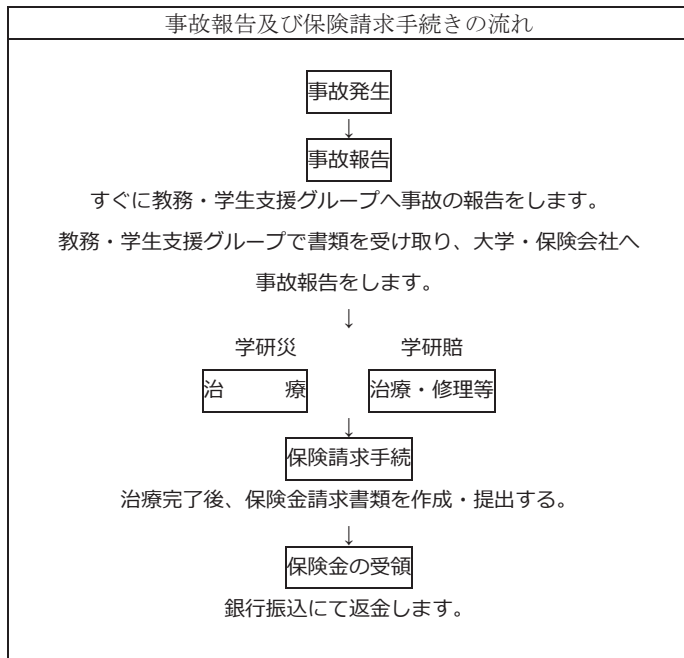 事故報告及び保険請求手続きの流れ
事故発生
↓
事故報告
すぐに教務・学生支援グループへ事故の報告をします。
教務・学生支援グループで書類を受け取り、大学・保険会社へ
事故報告をします。
↓
学研災 学研賠
治 療 治療・修理等
↓
保険請求手続
治療完了後、保険金請求書類を作成・提出する。
↓
保険金の受領
銀行振込にて返金します。